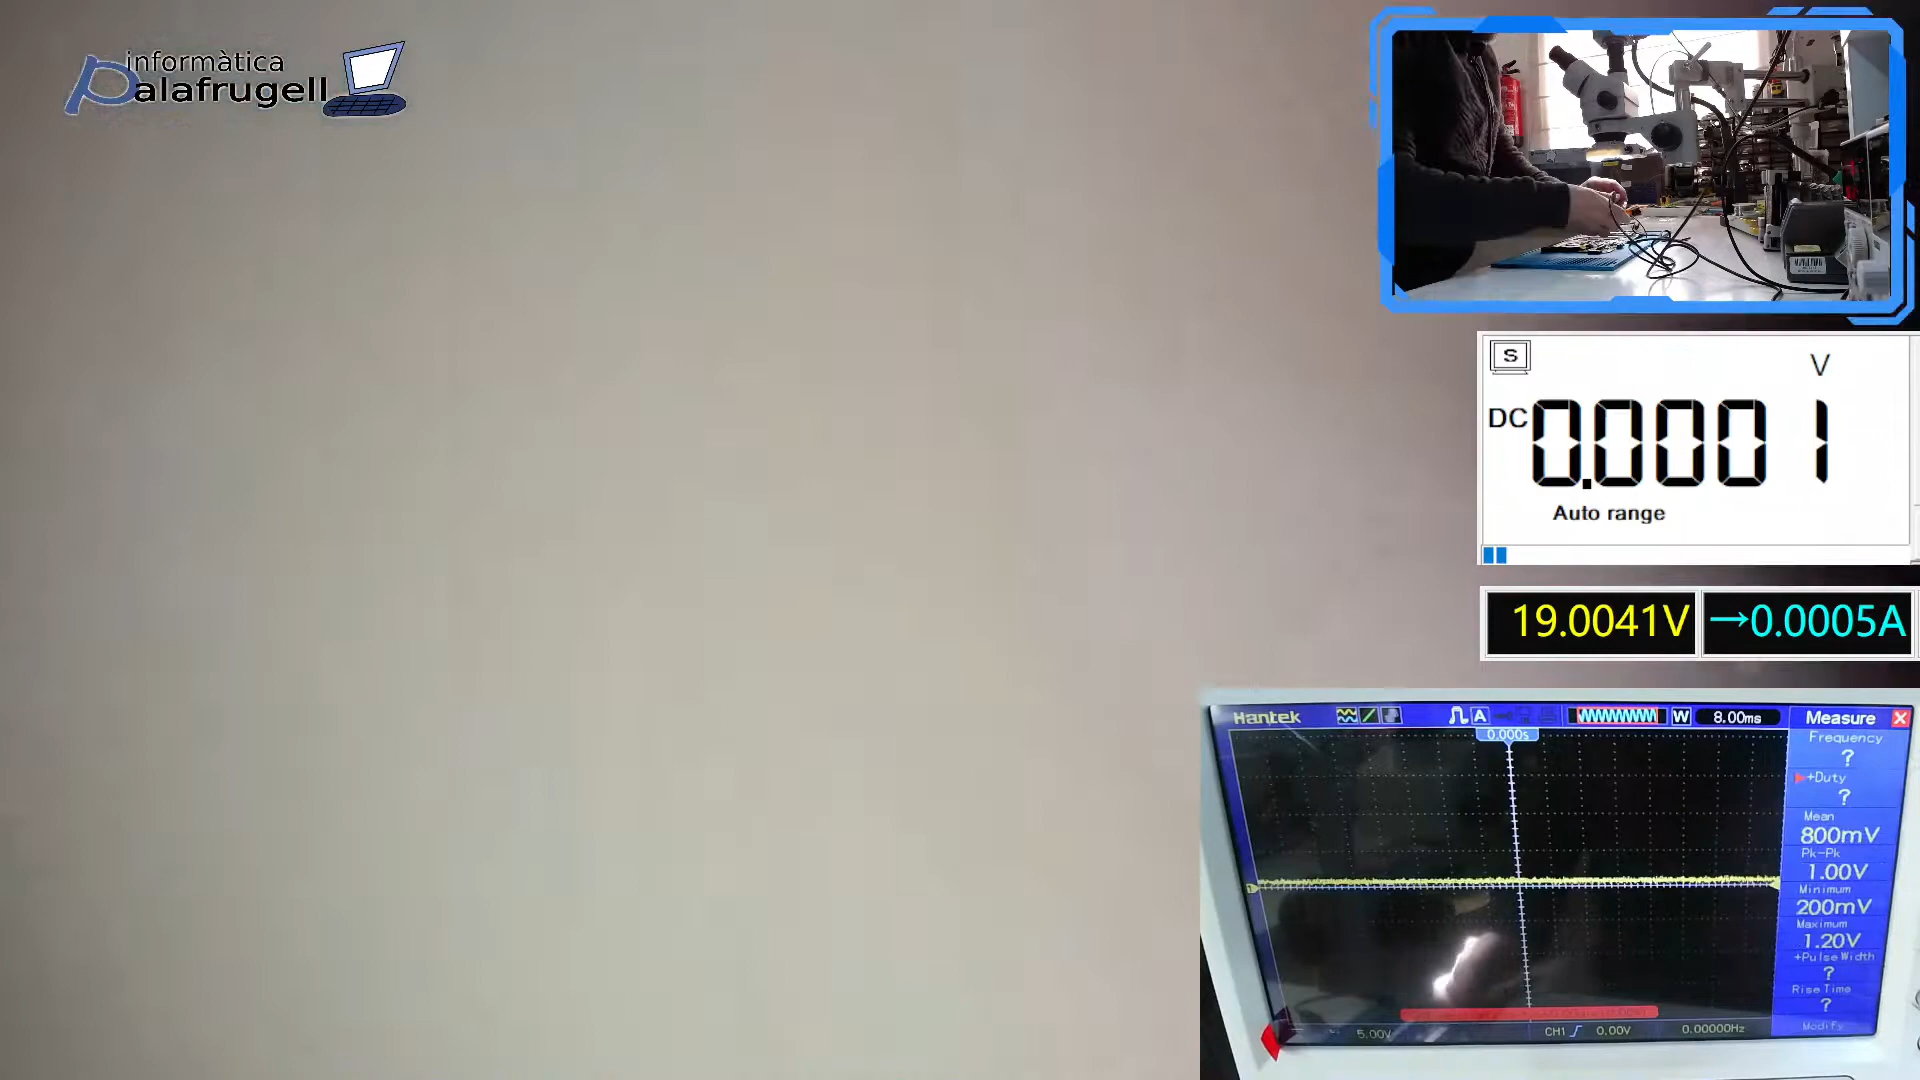 informàtica
Palafrugell
S
V
DC 0.0001
Auto range
19.0041V →0.0005A
Hantek
A
W 8.00ms
Measure
0.000s
Frequency
?
+Duty
?
Mean
800mV
Pk-Pk
1.00V
Minimum
200mV
Maximum
1.20V
+Pulse Width
?
Rise Time
?
Modify
1
5.00V
CH1
0.00V
0.00000Hz